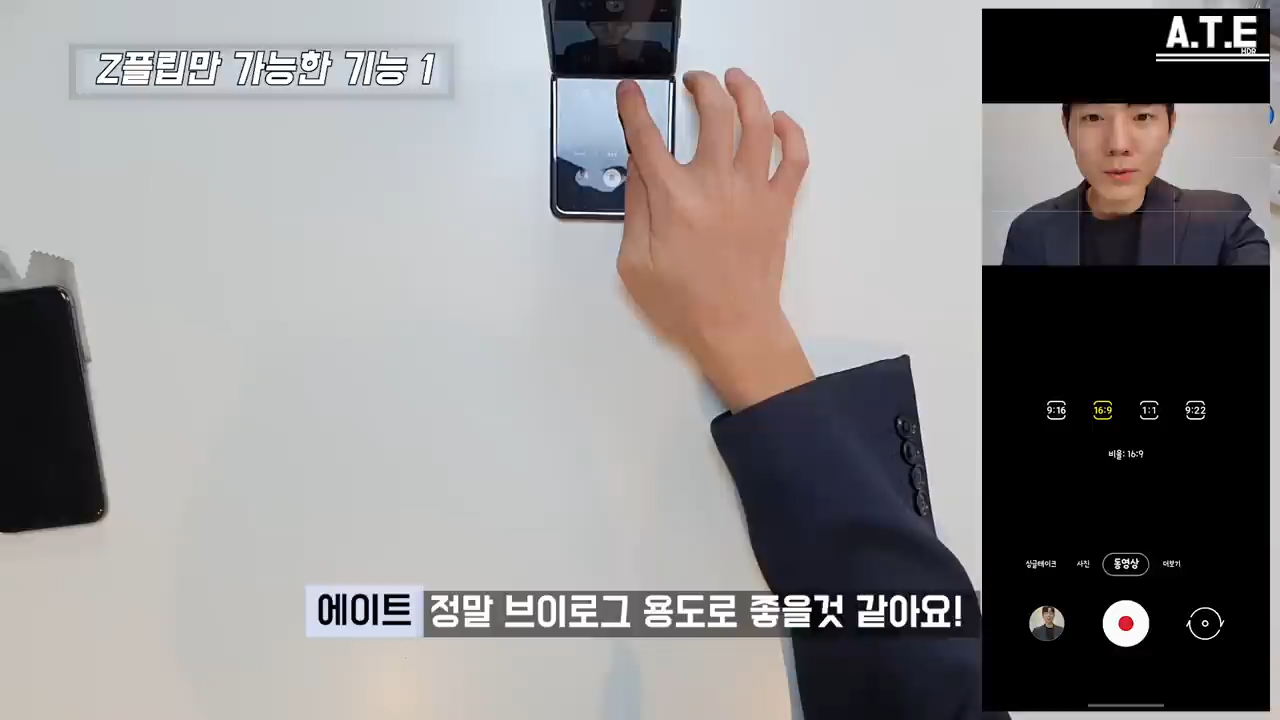 Z플립만 가능한 기능 1
A.T.E
HDR
9:16 16:9 1:1 9:22
비율: 16:9
싱글테이크 사진 동영상 더보기
에이트 정말 브이로그 용도로 좋을것 같아요!